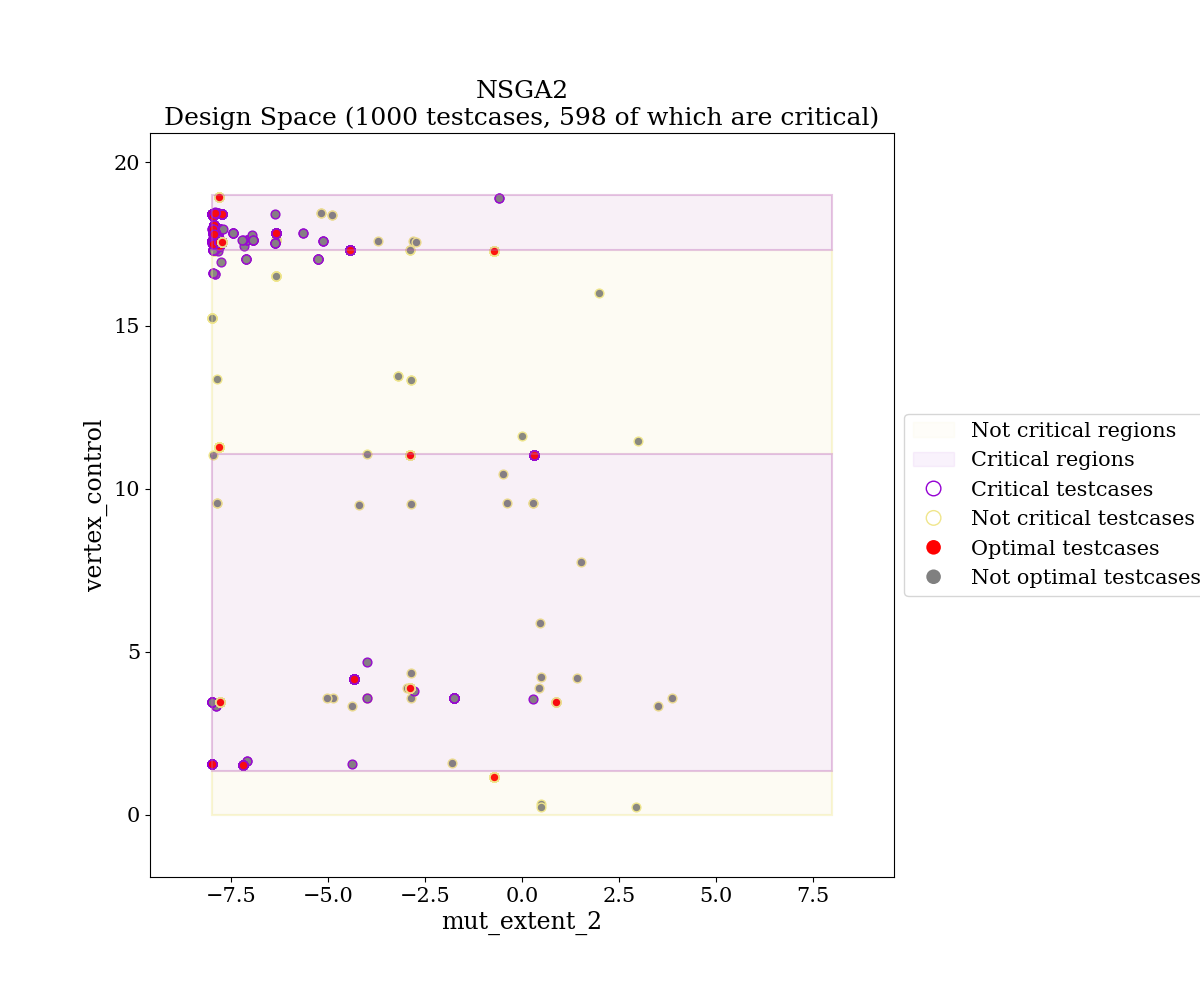 NSGA2
Design Space (1000 testcases, 598 of which are critical)
20
15
10
5
0
vertex_control
−7.5
−5.0
−2.5
0.0
2.5
5.0
7.5
mut_extent_2
Not critical regions
Critical regions
Critical testcases
Not critical testcases
Optimal testcases
Not optimal testcases